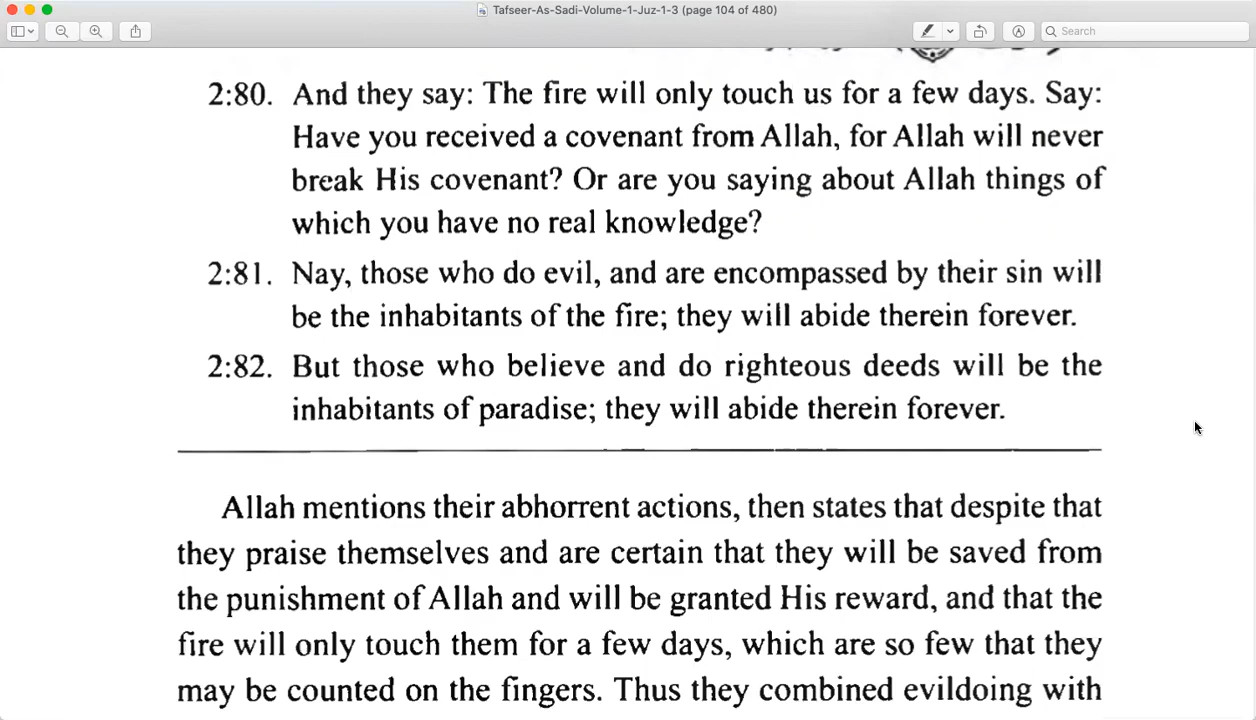 Tafseer-As-Sadi-Volume-1-Juz-1-3 (page 104 of 480)
Search
2:80. And they say: The fire will only touch us for a few days. Say:
Have you received a covenant from Allah, for Allah will never
break His covenant? Or are you saying about Allah things of
which you have no real knowledge?
2:81. Nay, those who do evil, and are encompassed by their sin will
be the inhabitants of the fire; they will abide therein forever.
2:82. But those who believe and do righteous deeds will be the
inhabitants of paradise; they will abide therein forever.
Allah mentions their abhorrent actions, then states that despite that
they praise themselves and are certain that they will be saved from
the punishment of Allah and will be granted His reward, and that the
fire will only touch them for a few days, which are so few that they
may be counted on the fingers. Thus they combined evildoing with